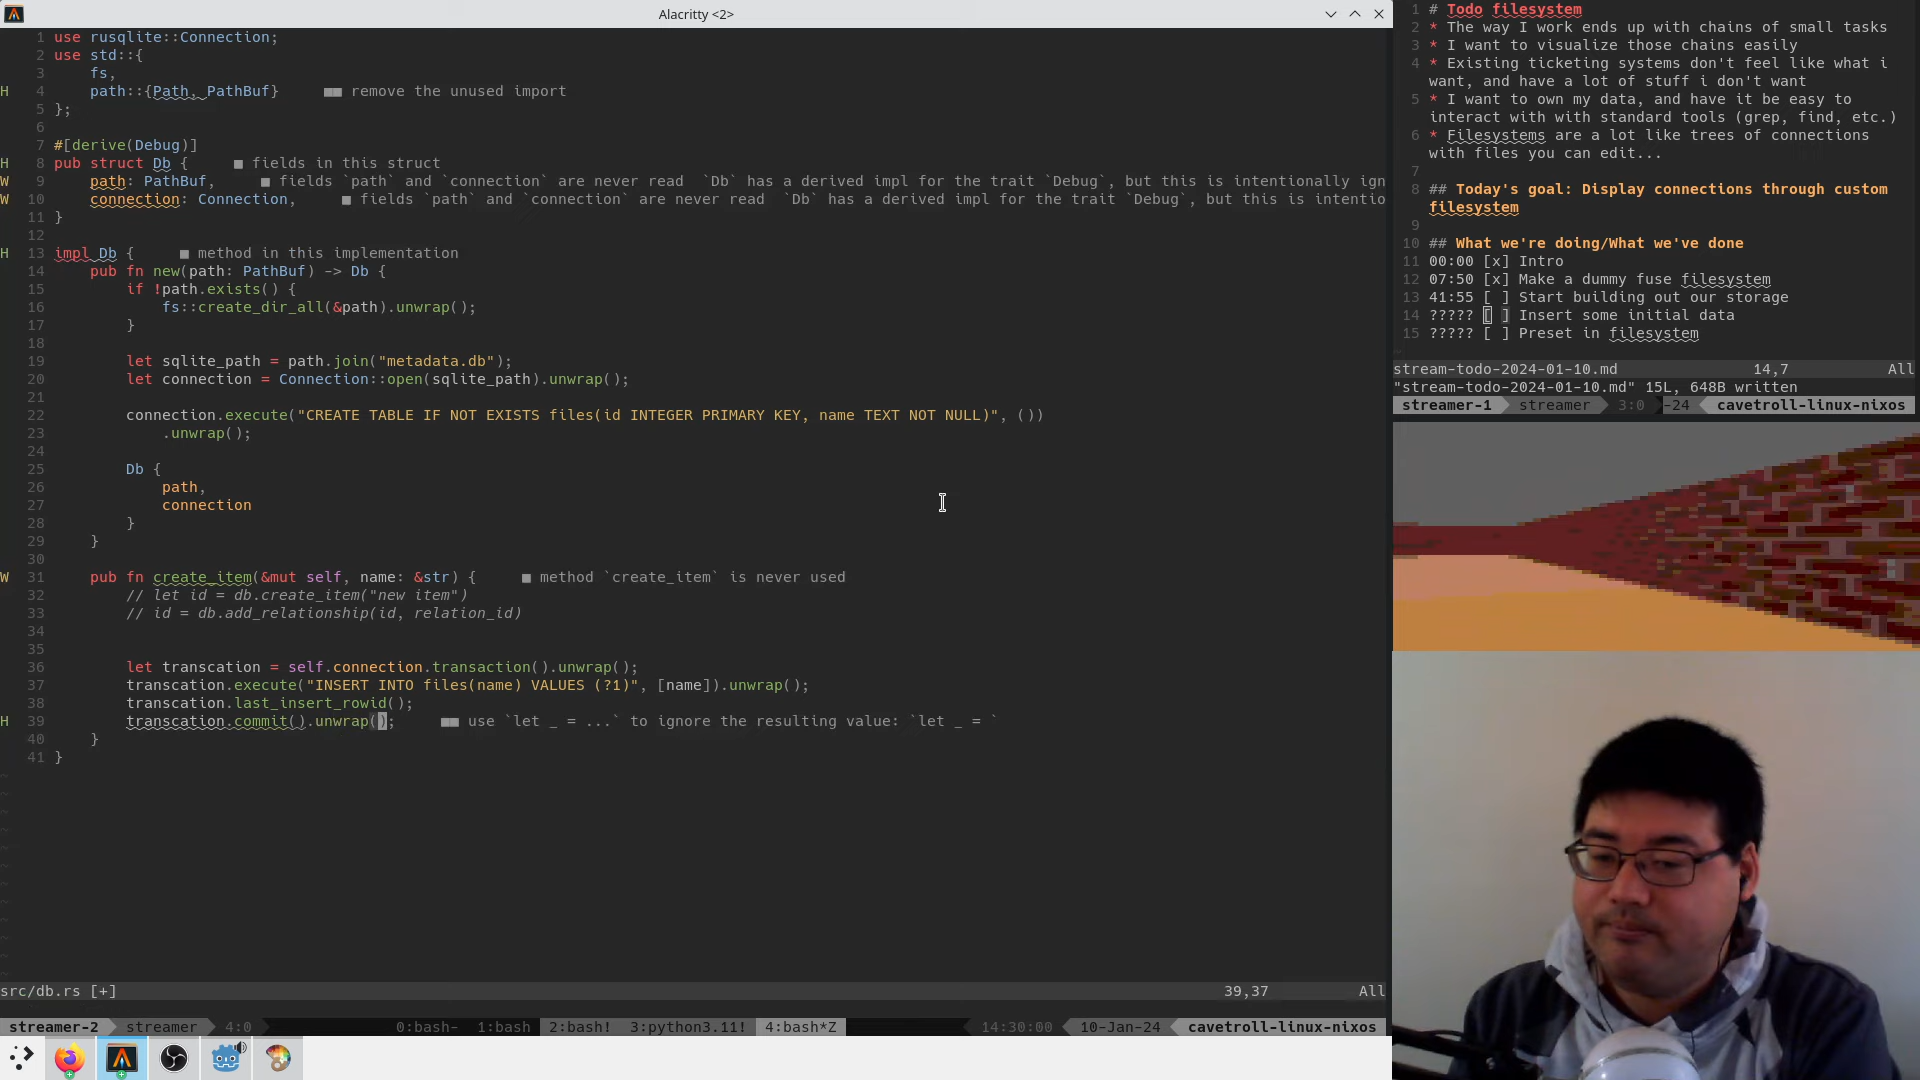 Alacritty <2>
1 use rusqlite::Connection;
2 use std::{
3 fs,
H 4 path::{Path, PathBuf} ■■ remove the unused import
5 };
6
7 #[derive(Debug)]
H 8 pub struct Db { ■ fields in this struct
W 9 path: PathBuf, ■ fields `path` and `connection` are never read `Db` has a derived impl for the trait `Debug`, but this is intentionally ign
W 10 connection: Connection, ■ fields `path` and `connection` are never read `Db` has a derived impl for the trait `Debug`, but this is intentio
11 }
12
H 13 impl Db { ■ method in this implementation
14 pub fn new(path: PathBuf) -> Db {
15 if !path.exists() {
16 fs::create_dir_all(&path).unwrap();
17 }
18
19 let sqlite_path = path.join("metadata.db");
20 let connection = Connection::open(sqlite_path).unwrap();
21
22 connection.execute("CREATE TABLE IF NOT EXISTS files(id INTEGER PRIMARY KEY, name TEXT NOT NULL)", ())
23 .unwrap();
24
25 Db {
26 path,
27 connection
28 }
29 }
30
W 31 pub fn create_item(&mut self, name: &str) { ■ method `create_item` is never used
32 // let id = db.create_item("new item")
33 // id = db.add_relationship(id, relation_id)
34
35
36 let transcation = self.connection.transaction().unwrap();
37 transcation.execute("INSERT INTO files(name) VALUES (?1)", [name]).unwrap();
38 transcation.last_insert_rowid();
H 39 transcation.commit().unwrap(); ■■ use `let _ = ...` to ignore the resulting value: `let _ = `
40 }
41 }
src/db.rs [+] 39,37 All
streamer-2 streamer 4:0 0:bash- 1:bash 2:bash! 3:python3.11! 4:bash*Z 14:30:00 10-Jan-24 cavetroll-linux-nixos
1 # Todo filesystem
2 * The way I work ends up with chains of small tasks
3 * I want to visualize those chains easily
4 * Existing ticketing systems don't feel like what i
want, and have a lot of stuff i don't want
5 * I want to own my data, and have it be easy to
interact with with standard tools (grep, find, etc.)
6 * Filesystems are a lot like trees of connections
with files you can edit...
7
8 ## Today's goal: Display connections through custom
filesystem
9
10 ## What we're doing/What we've done
11 00:00 [x] Intro
12 07:50 [x] Make a dummy fuse filesystem
13 41:55 [ ] Start building out our storage
14 ????? [ ] Insert some initial data
15 ????? [ ] Preset in filesystem
stream-todo-2024-01-10.md 14,7 All
"stream-todo-2024-01-10.md" 15L, 648B written
streamer-1 streamer 3:0 -24 cavetroll-linux-nixos